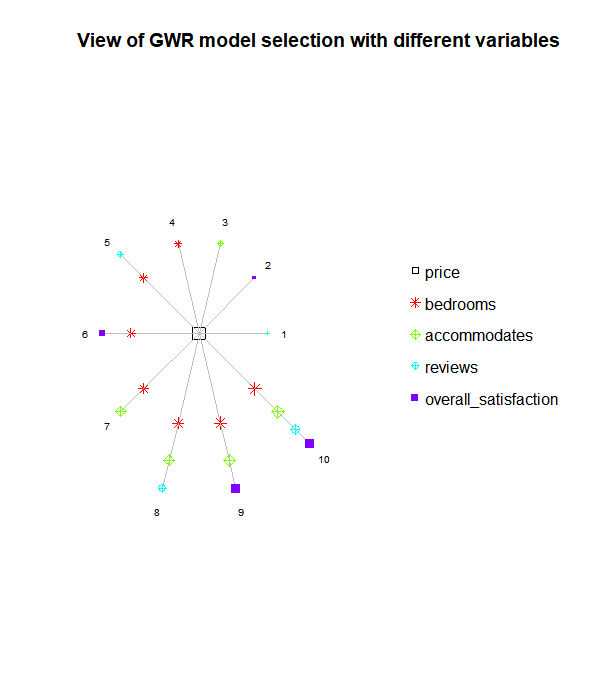 View of GWR model selection with different variables
4
3
5
2
6
1
7
10
8
9
price
bedrooms
accommodates
reviews
overall_satisfaction